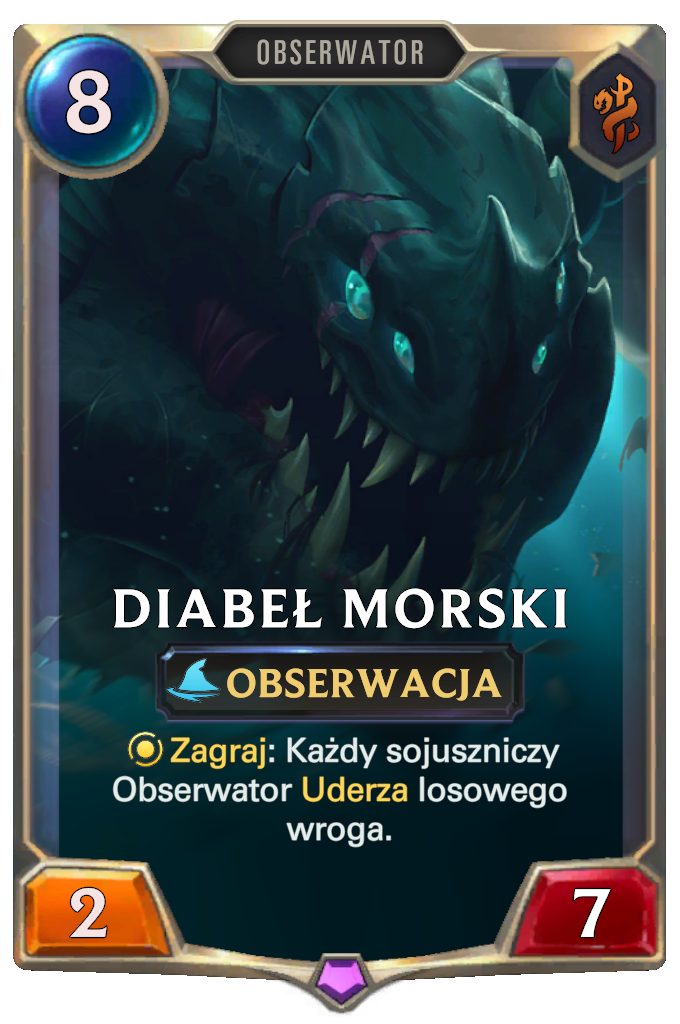 OBSERWATOR
8
DIABEŁ MORSKI
OBSERWACJA
Zagraj: Każdy sojuszniczy
Obserwator Uderza losowego
wroga.
2
7